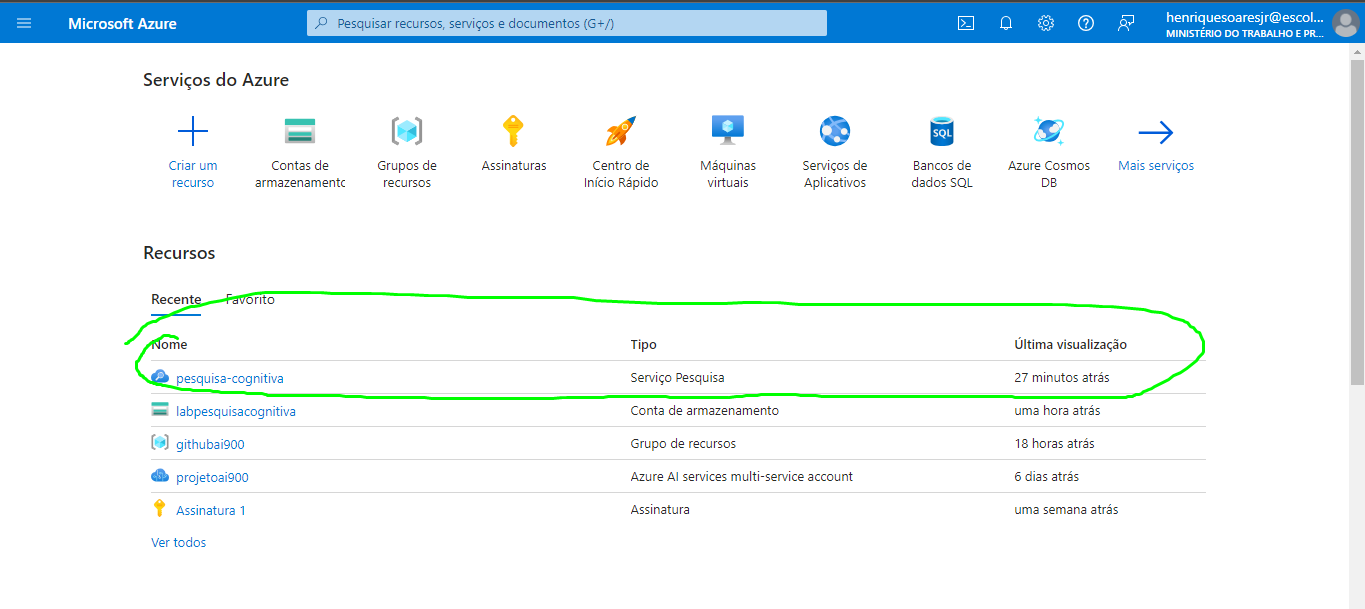 Microsoft Azure
Pesquisar recursos, serviços e documentos (G+/)
henriquesoaresjr@escol...
MINISTÉRIO DO TRABALHO E PR...
Serviços do Azure
Criar um
recurso
Contas de
armazenamento
Grupos de
recursos
Assinaturas
Centro de
Início Rápido
Máquinas
virtuais
Serviços de
Aplicativos
SQL
Bancos de
dados SQL
Azure Cosmos
DB
Mais serviços
Recursos
Recente Favorito
Nome Tipo Última visualização
pesquisa-cognitiva Serviço Pesquisa 27 minutos atrás
labpesquisacognitiva Conta de armazenamento uma hora atrás
githubai900 Grupo de recursos 18 horas atrás
projetoai900 Azure AI services multi-service account 6 dias atrás
Assinatura 1 Assinatura uma semana atrás
Ver todos